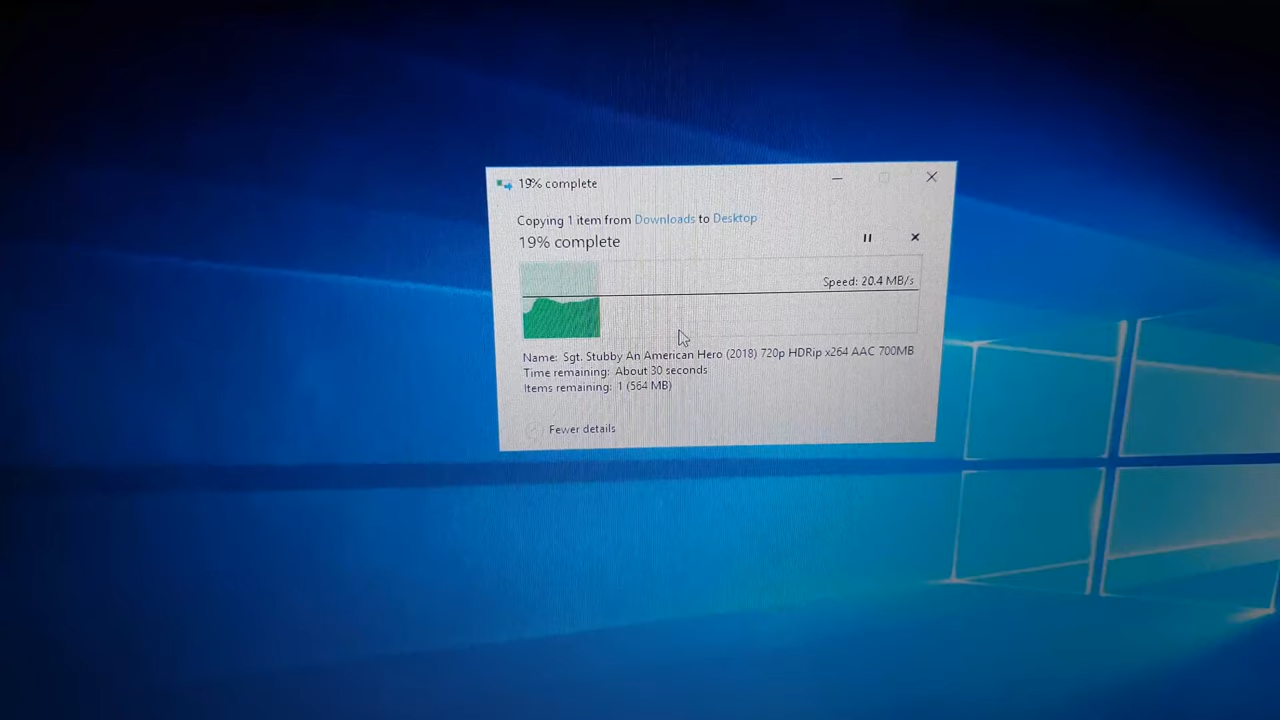 19% complete
Copying 1 item from Downloads to Desktop
19% complete
Speed: 20.4 MB/s
Name: Sgt. Stubby An American Hero (2018) 720p HDRip x264 AAC 700MB
Time remaining: About 30 seconds
Items remaining: 1 (564 MB)
Fewer details